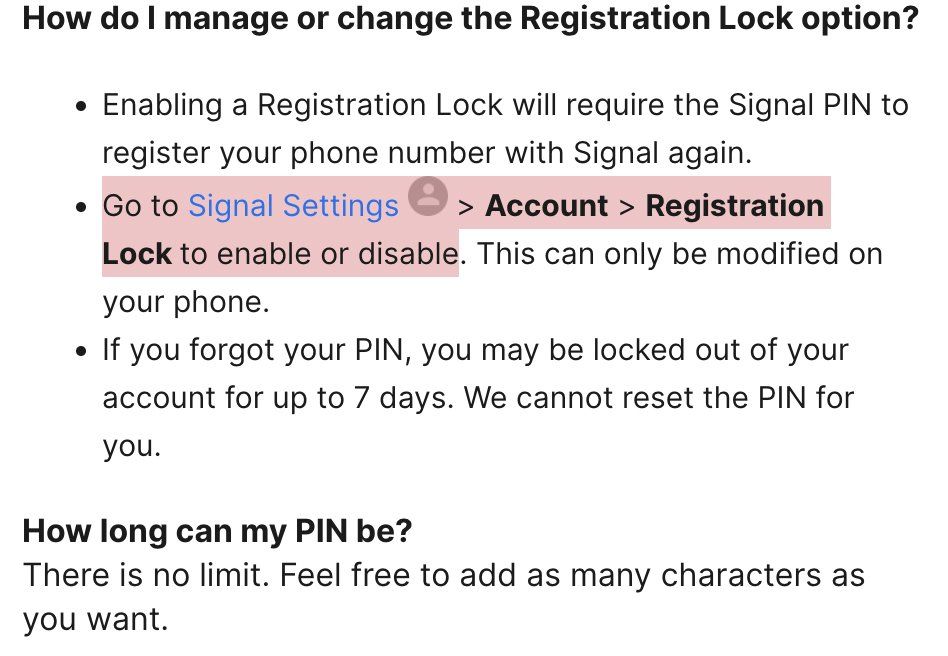 How do I manage or change the Registration Lock option?
• Enabling a Registration Lock will require the Signal PIN to
register your phone number with Signal again.
• Go to Signal Settings > Account > Registration
Lock to enable or disable. This can only be modified on
your phone.
• If you forgot your PIN, you may be locked out of your
account for up to 7 days. We cannot reset the PIN for
you.
How long can my PIN be?
There is no limit. Feel free to add as many characters as
you want.